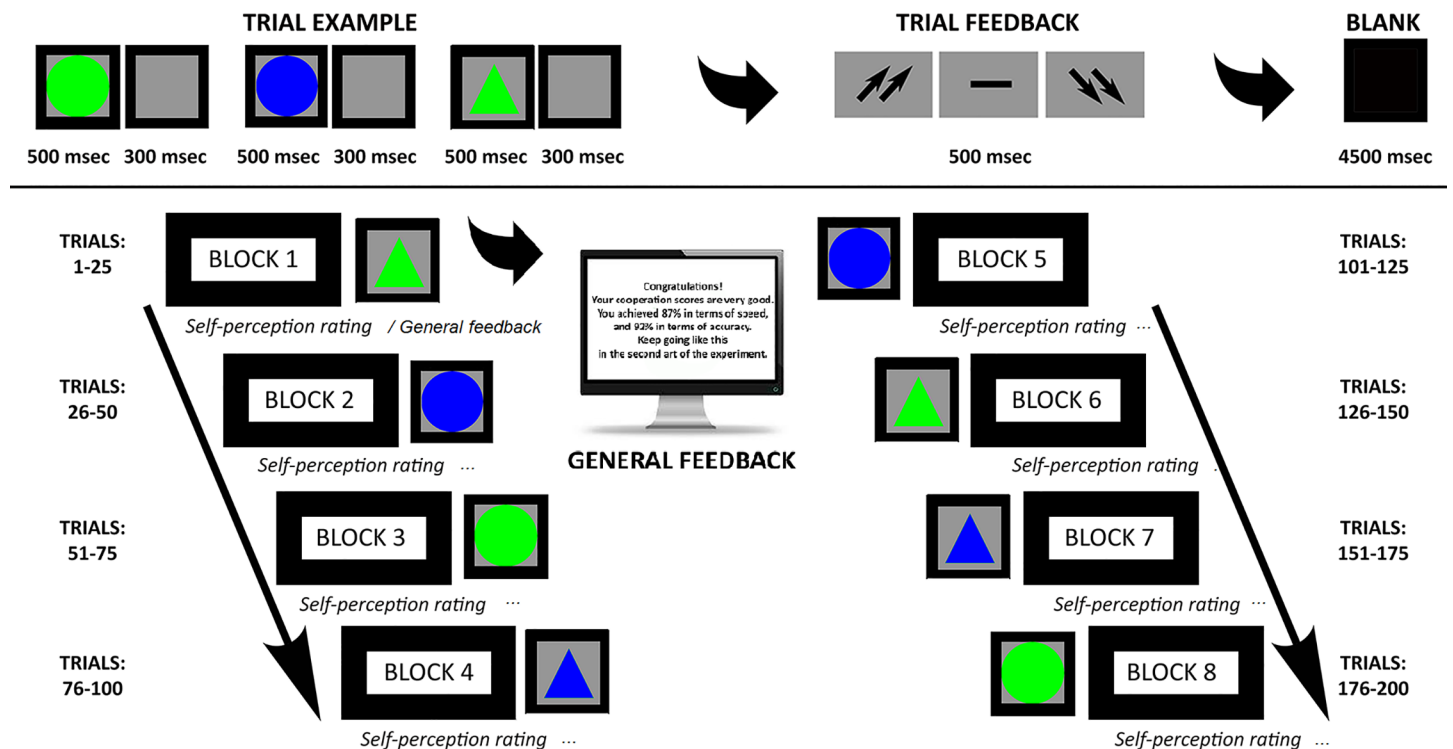 TRIAL EXAMPLE
TRIAL FEEDBACK
BLANK
500 msec 300 msec 500 msec 300 msec 500 msec 300 msec
500 msec
4500 msec
TRIALS:
1-25
BLOCK 1
Self-perception rating / General feedback
TRIALS:
26-50
BLOCK 2
Self-perception rating ...
TRIALS:
51-75
BLOCK 3
Self-perception rating ...
TRIALS:
76-100
BLOCK 4
Self-perception rating ...
Congratulations!
Your cooperation scores are very good.
You achieved 87% in terms of speed,
and 92% in terms of accuracy.
Keep going like this
in the second art of the experiment.
GENERAL FEEDBACK
BLOCK 5
TRIALS:
101-125
Self-perception rating ...
BLOCK 6
TRIALS:
126-150
Self-perception rating .
BLOCK 7
TRIALS:
151-175
Self-perception rating ...
BLOCK 8
TRIALS:
176-200
Self-perception rating ...